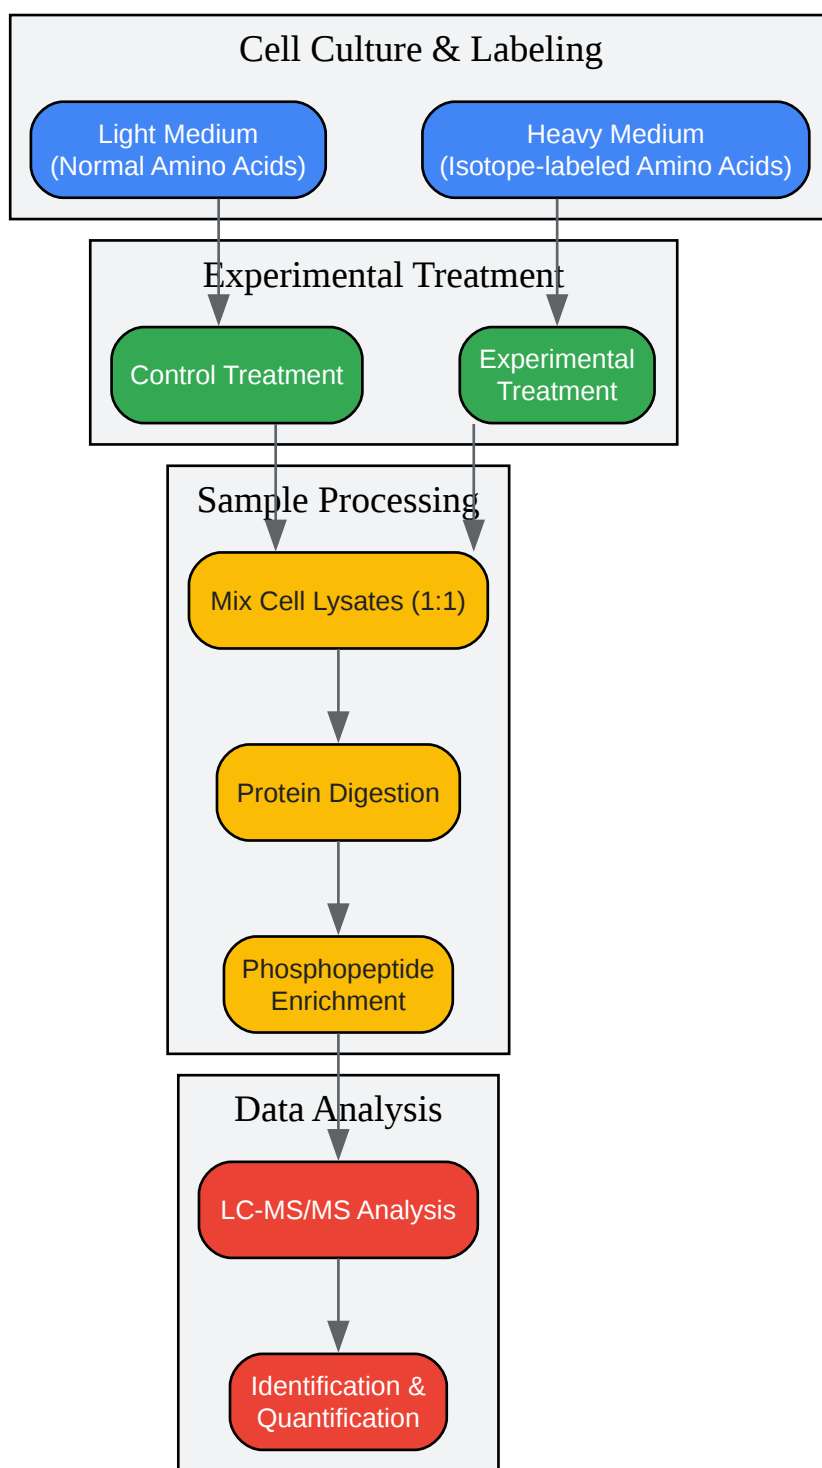 Cell Culture & Labeling
Light Medium
(Normal Amino Acids)
Heavy Medium
(Isotope-labeled Amino Acids)
Experimental Treatment
Control Treatment
Experimental
Treatment
Sample Processing
Mix Cell Lysates (1:1)
Protein Digestion
Phosphopeptide
Enrichment
Data Analysis
LC-MS/MS Analysis
Identification &
Quantification